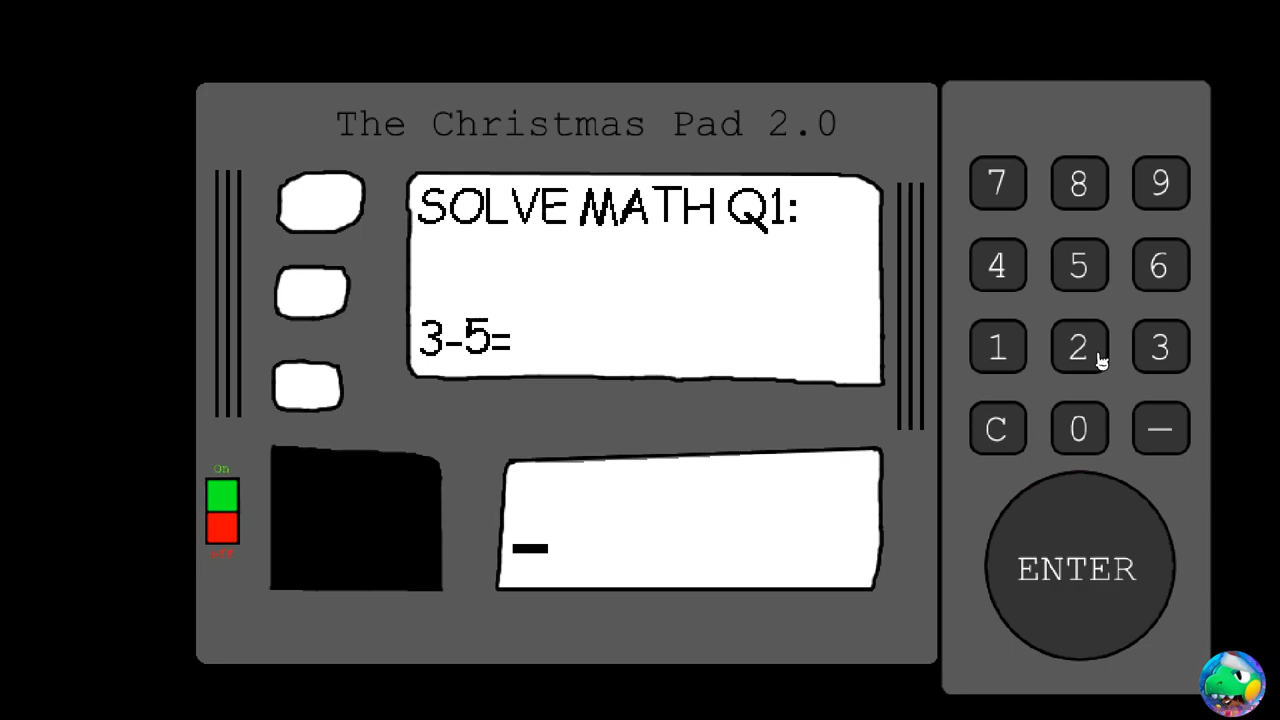 The Christmas Pad 2.0
SOLVE MATH Q1:
3-5=
On
off
7 8 9
4 5 6
1 2 3
C 0 —
ENTER